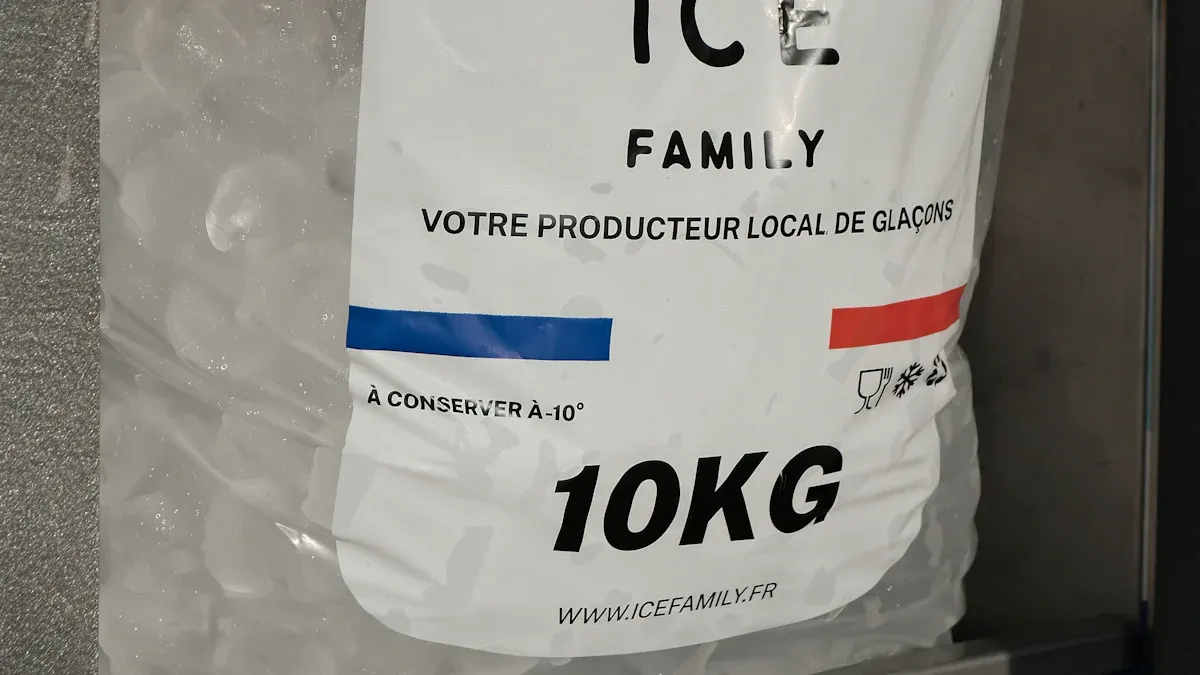 ICE
FAMILY
VOTRE PRODUCTEUR LOCAL DE GLAÇONS
À CONSERVER À -10°
10KG
WWW.ICEFAMILY.FR